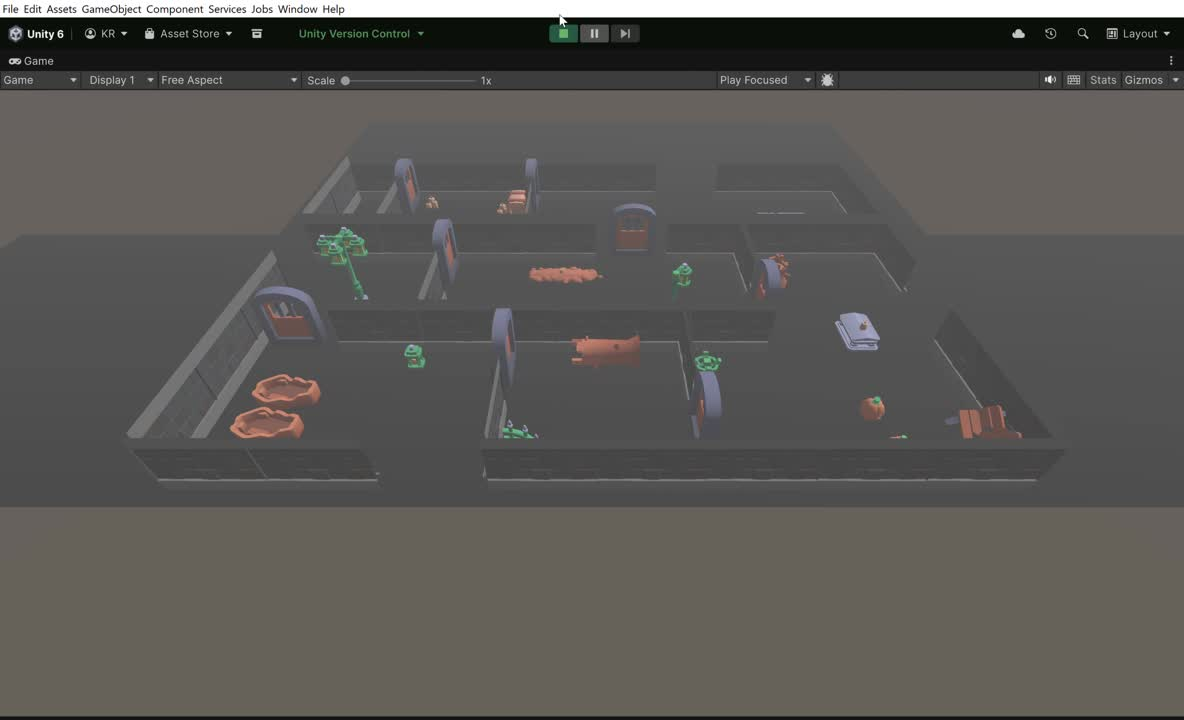 File Edit Assets GameObject Component Services Jobs Window Help
Unity 6 KR Asset Store Unity Version Control Layout
Game
Game Display 1 Free Aspect Scale 1x Play Focused Stats Gizmos